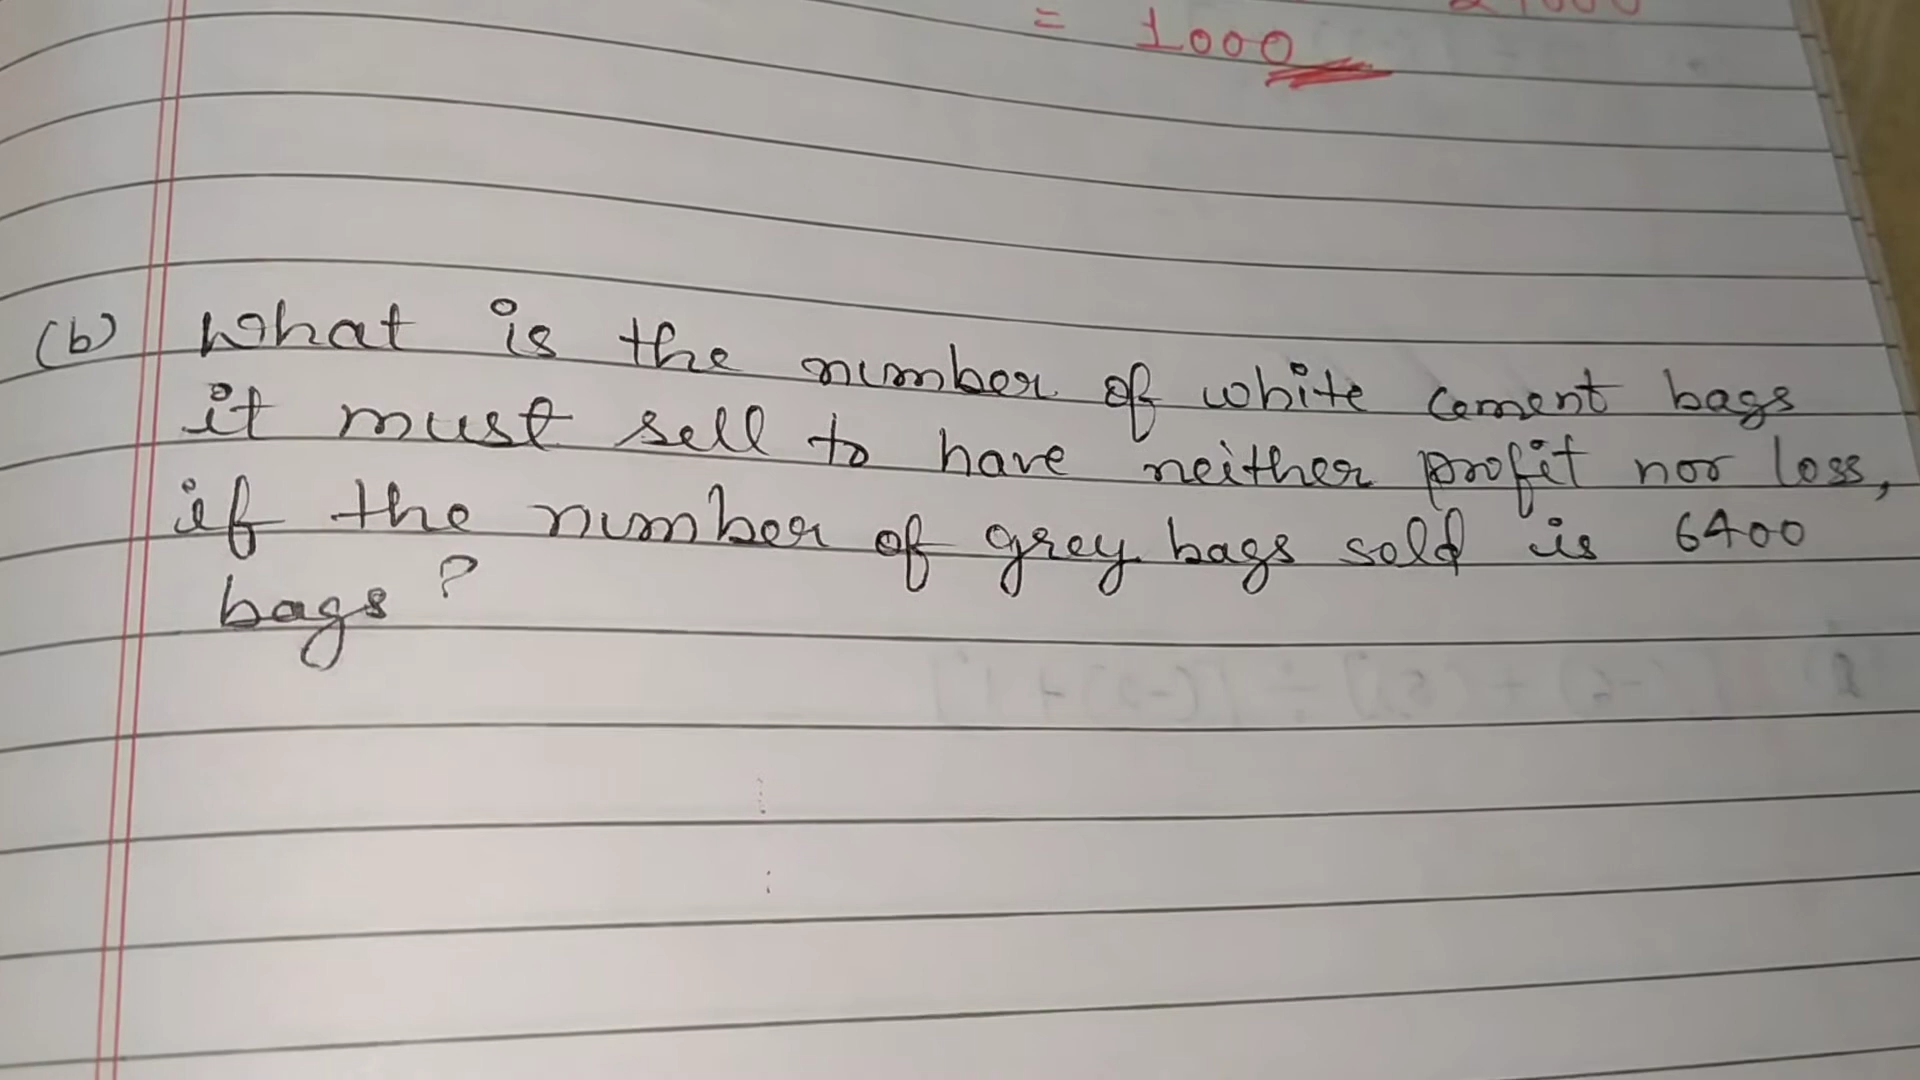 = 1000
(b) What is the number of white cement bags
it must sell to have neither profit nor loss,
if the number of grey bags sold is 6400
bags?